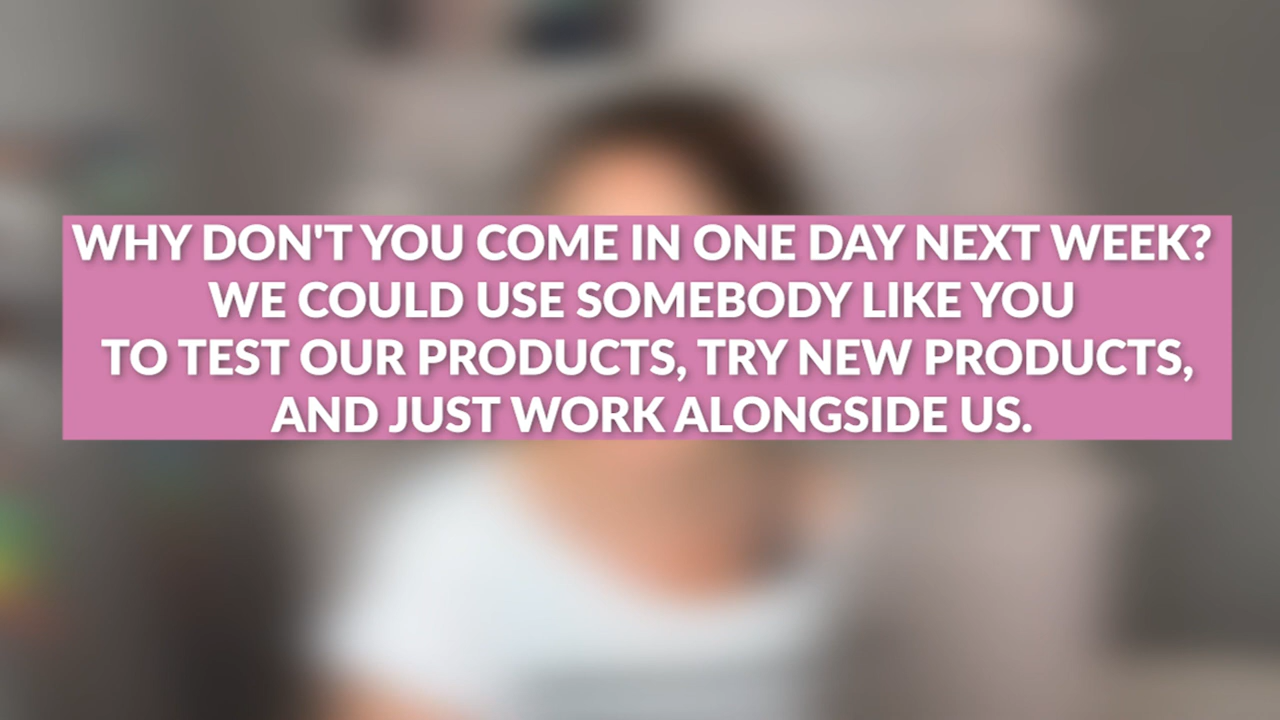 WHY DON'T YOU COME IN ONE DAY NEXT WEEK?
WE COULD USE SOMEBODY LIKE YOU
TO TEST OUR PRODUCTS, TRY NEW PRODUCTS,
AND JUST WORK ALONGSIDE US.